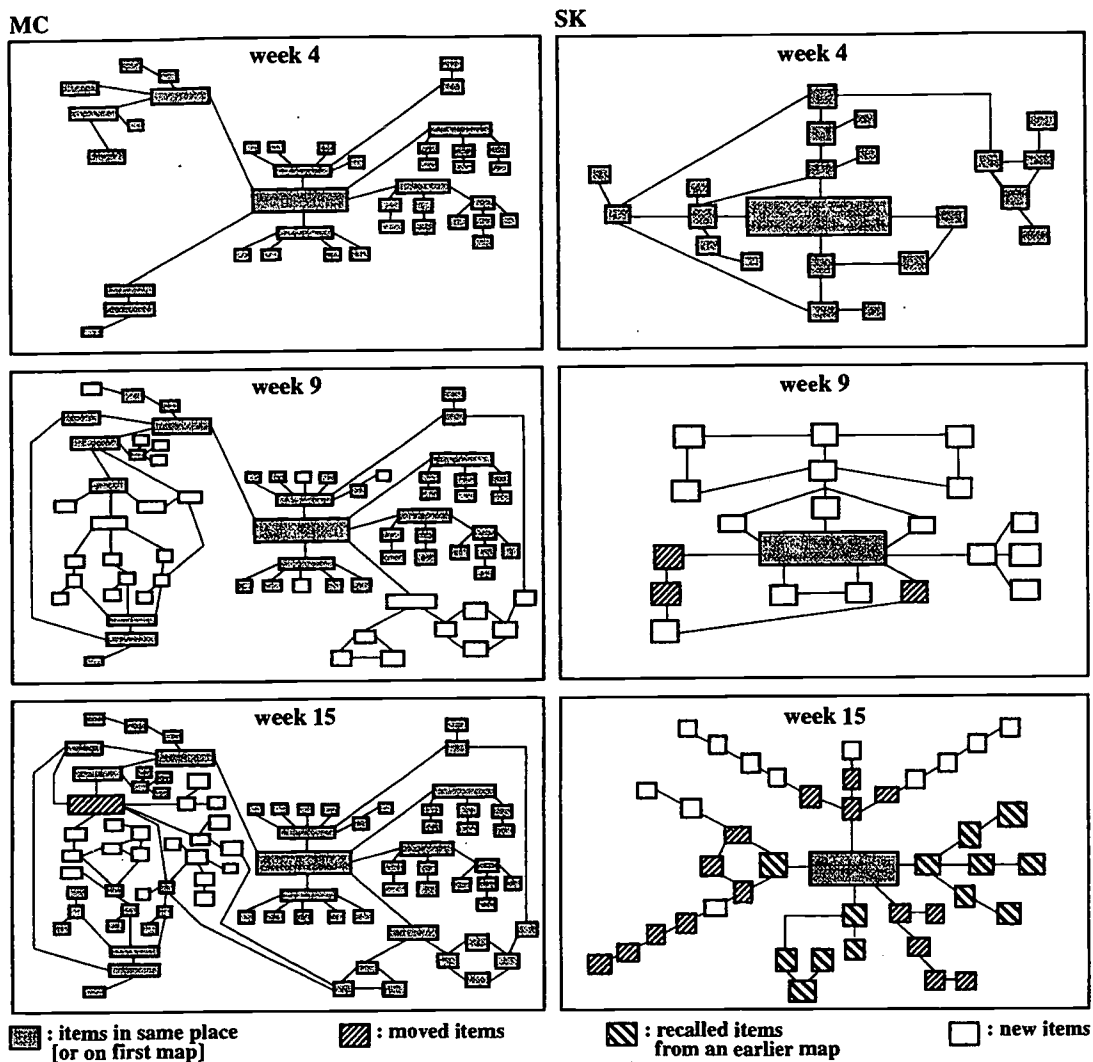 MC
SK
week 4
week 4
week 9
week 9
week 15
week 15
: items in same place
[or on first map]
: moved items
: recalled items
from an earlier map
: new items